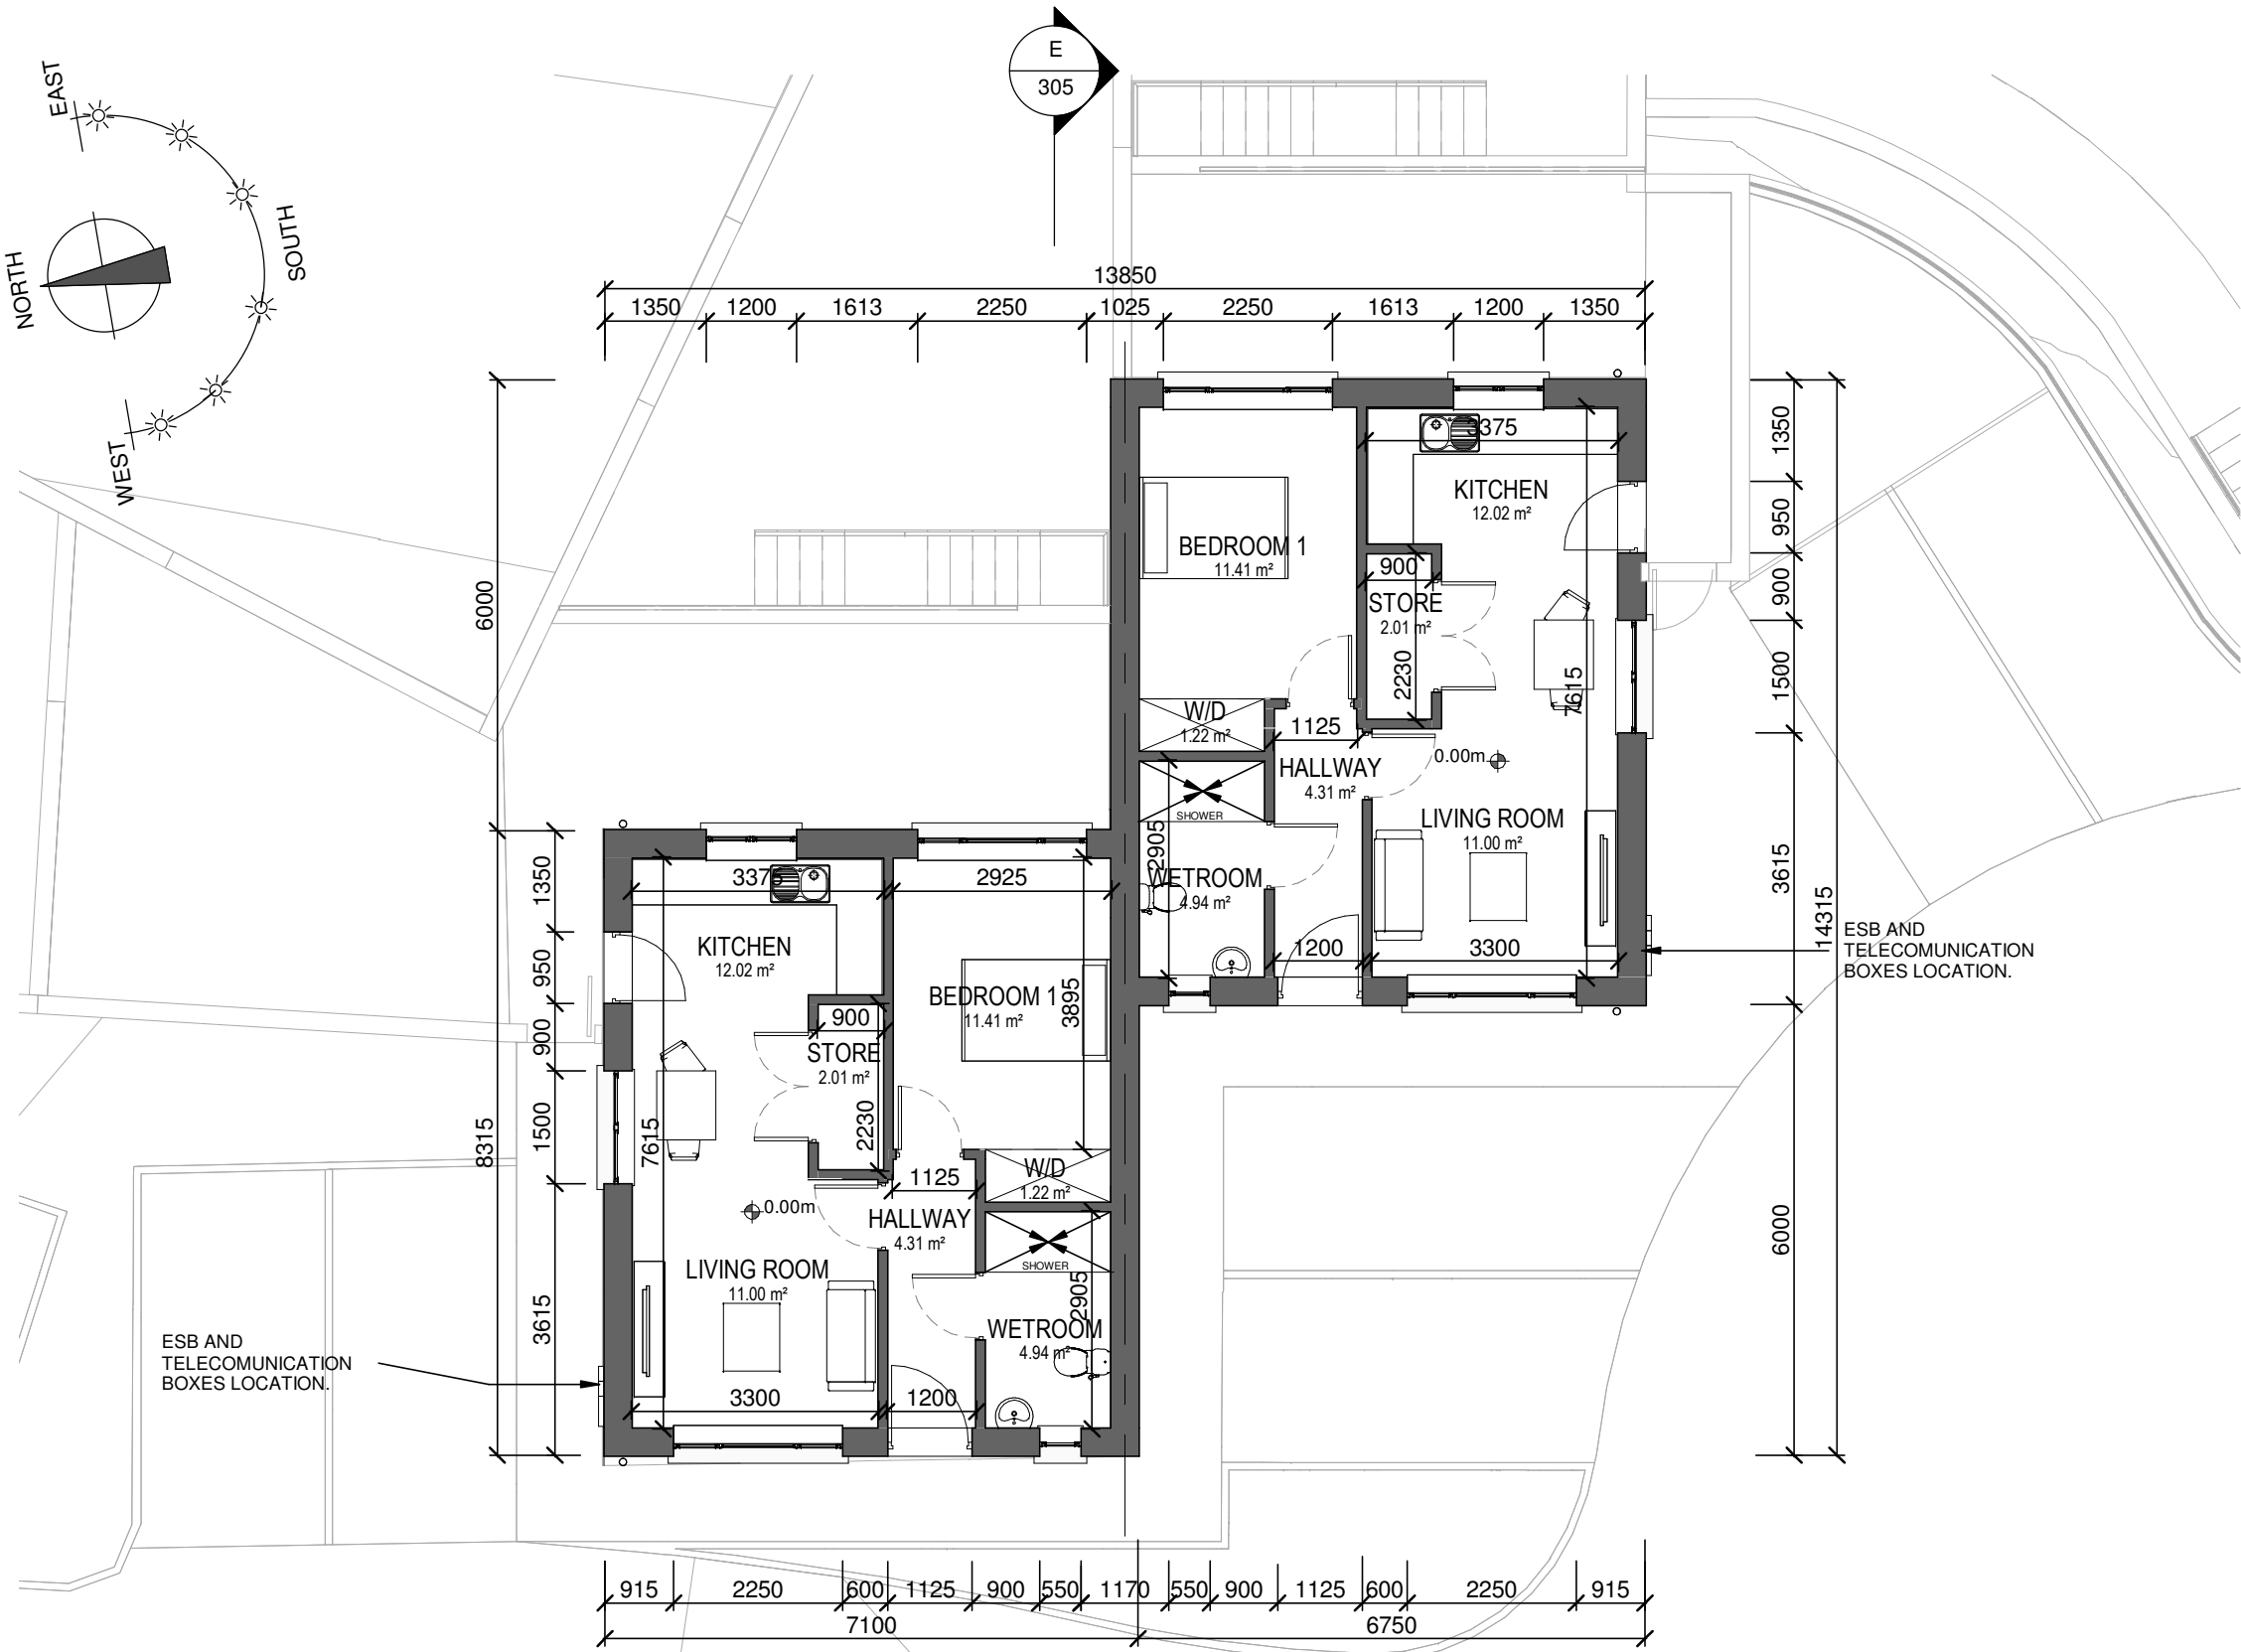 E
305
EAST
SOUTH
NORTH
WEST
13850
1350 1200 1613 2250 1025 2250 1613 1200 1350
6000
8315
1350
950
900
1500
3615
3375
KITCHEN
12.02 m²
BEDROOM 1
11.41 m²
900
STORE
2.01 m²
2230
7615
W/D
1.22 m²
1125
HALLWAY
4.31 m²
0.00m
SHOWER
2905
WETROOM
4.94 m²
LIVING ROOM
11.00 m²
1200
3300
1350
950
900
1500
3615
14315
6000
ESB AND
TELECOMUNICATION
BOXES LOCATION.
3375
2925
KITCHEN
12.02 m²
BEDROOM 1
11.41 m²
3895
900
STORE
2.01 m²
2230
7615
1125
W/D
1.22 m²
0.00m
HALLWAY
4.31 m²
SHOWER
2905
LIVING ROOM
11.00 m²
WETROOM
4.94 m²
3300
1200
ESB AND
TELECOMUNICATION
BOXES LOCATION.
915 2250 600 1125 900 550 1170 550 900 1125 600 2250 915
7100 6750